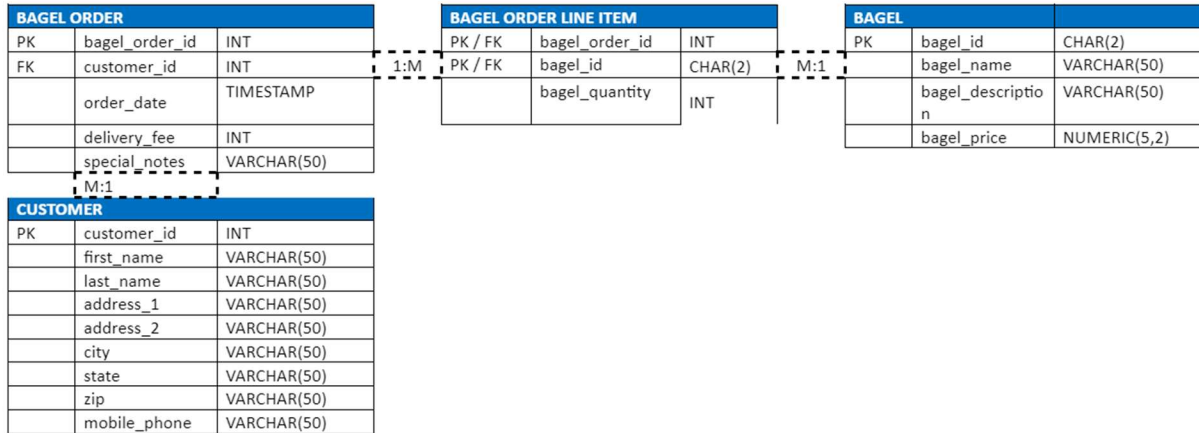 BAGEL ORDER
PK bagel_order_id INT
FK customer_id INT
order_date TIMESTAMP
delivery_fee INT
special_notes VARCHAR(50)
1:M
BAGEL ORDER LINE ITEM
PK / FK bagel_order_id INT
PK / FK bagel_id CHAR(2)
bagel_quantity INT
M:1
BAGEL
PK bagel_id CHAR(2)
bagel_name VARCHAR(50)
bagel_descriptio VARCHAR(50)
n
bagel_price NUMERIC(5,2)
M:1
CUSTOMER
PK customer_id INT
first_name VARCHAR(50)
last_name VARCHAR(50)
address_1 VARCHAR(50)
address_2 VARCHAR(50)
city VARCHAR(50)
state VARCHAR(50)
zip VARCHAR(50)
mobile_phone VARCHAR(50)